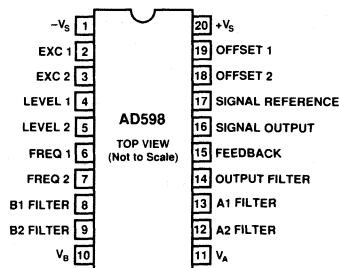 −Vs 1
EXC 1 2
EXC 2 3
LEVEL 1 4
LEVEL 2 5
FREQ 1 6
FREQ 2 7
B1 FILTER 8
B2 FILTER 9
VB 10
AD598
TOP VIEW
(Not to Scale)
20 +Vs
19 OFFSET 1
18 OFFSET 2
17 SIGNAL REFERENCE
16 SIGNAL OUTPUT
15 FEEDBACK
14 OUTPUT FILTER
13 A1 FILTER
12 A2 FILTER
11 VA